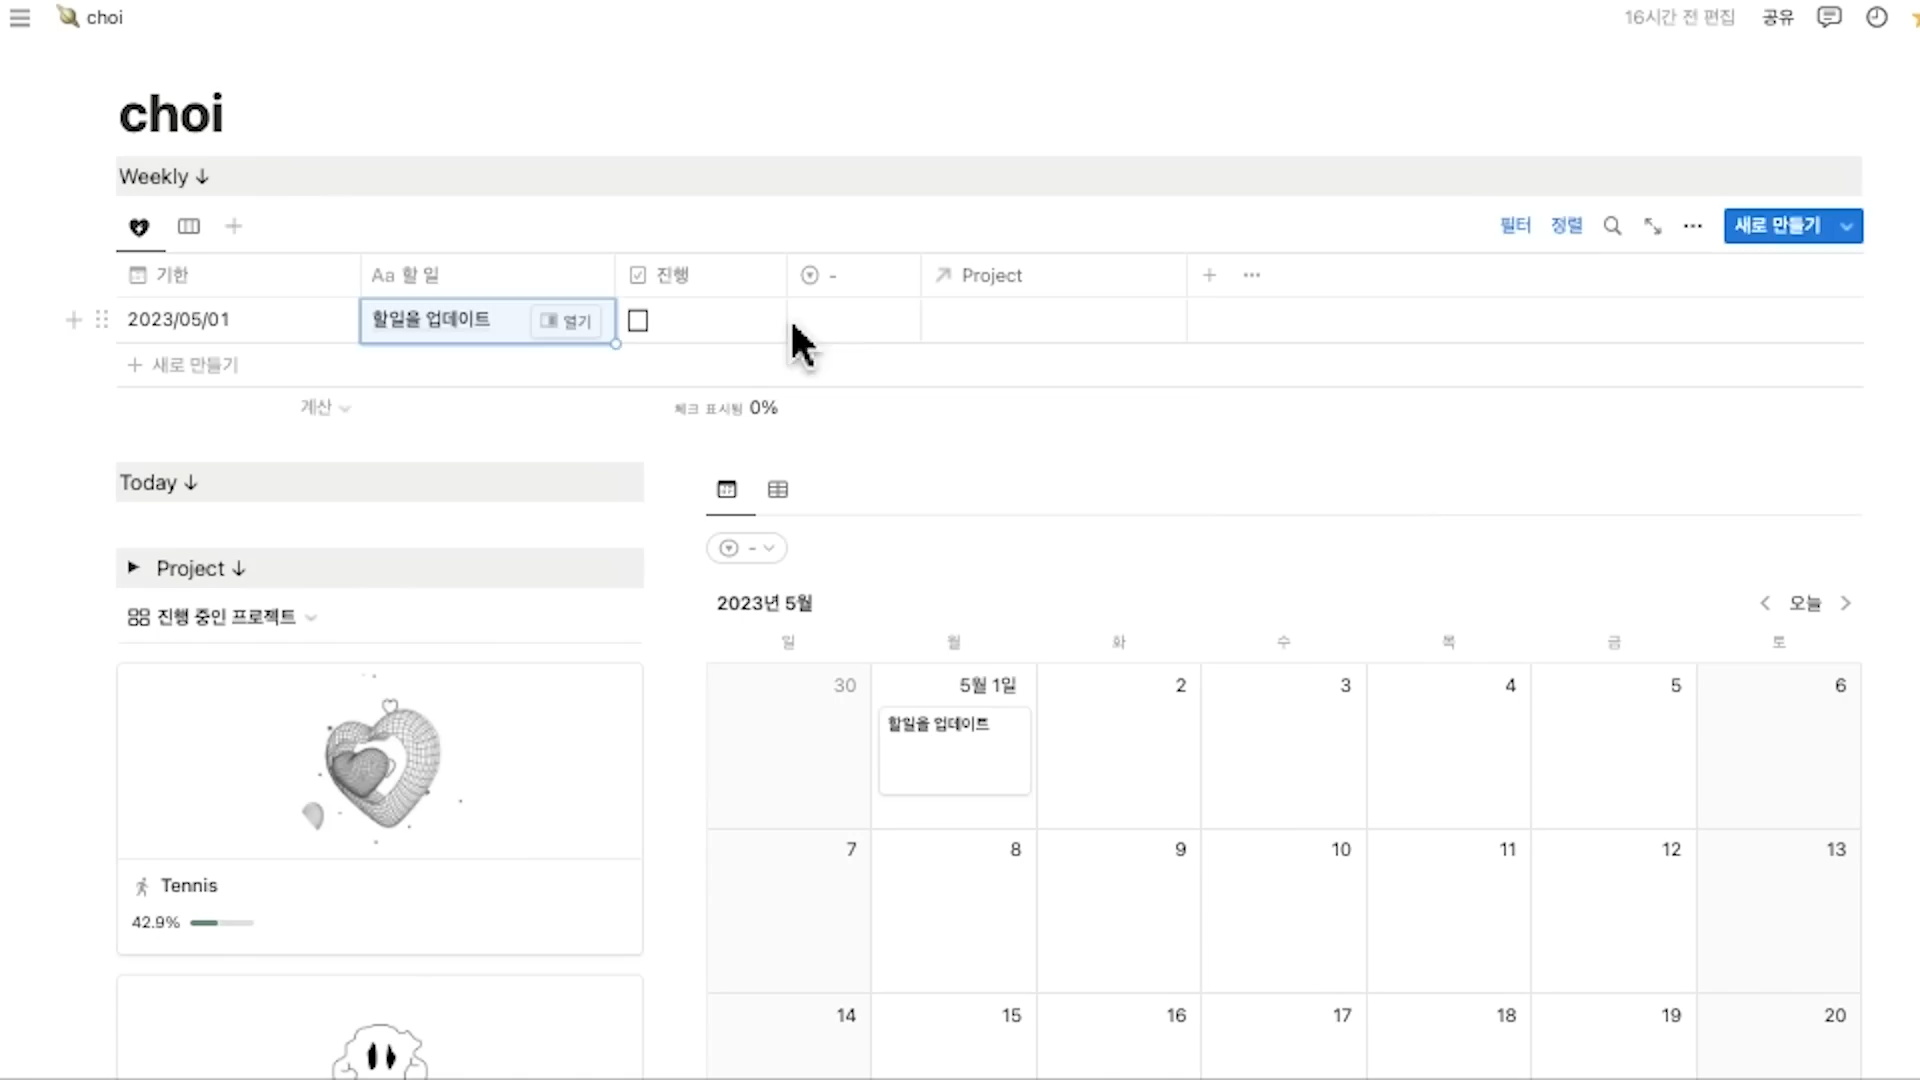 choi
16시간 전 편집 공유
choi
Weekly ↓
필터 정렬 새로 만들기
기한 Aa 할 일 진행 - Project
2023/05/01 할일을 업데이트 열기
새로 만들기
계산 체크 표시됨 0%
Today ↓
-
Project ↓
진행 중인 프로젝트
2023년 5월 오늘
일 월 화 수 목 금 토
30 5월 1일 2 3 4 5 6
할일을 업데이트
7 8 9 10 11 12 13
Tennis
42.9%
14 15 16 17 18 19 20